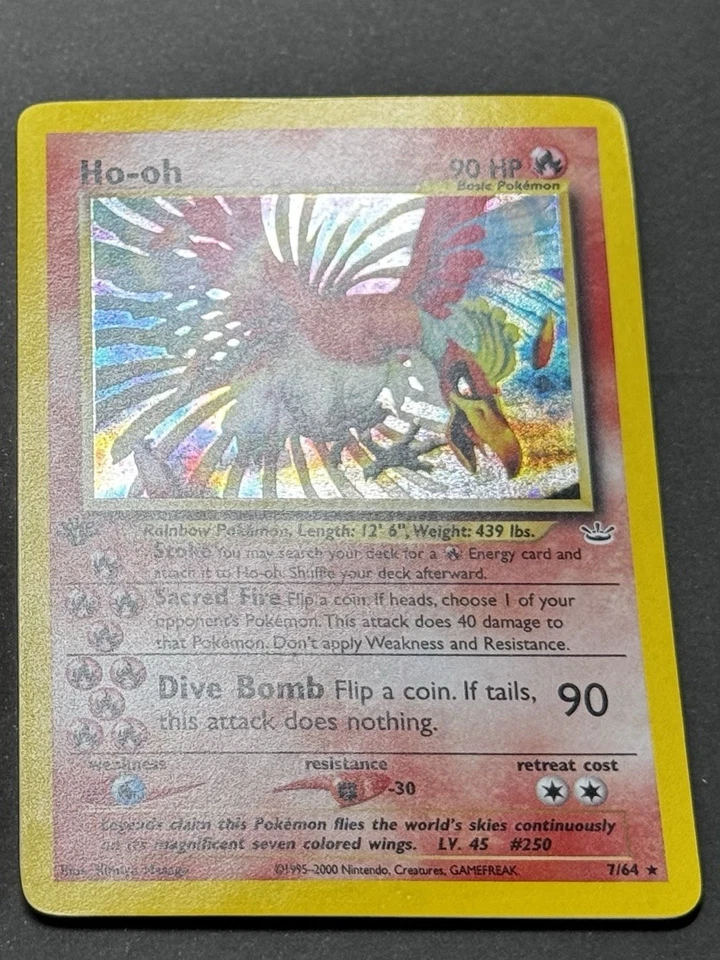 Ho-oh
90 HP
Basic Pokémon
Rainbow Pokémon, Length: 12' 6", Weight: 439 lbs.
Stoke You may search your deck for a Energy card and
attach it to Ho-oh. Shuffle your deck afterward.
Sacred Fire Flip a coin. If heads, choose 1 of your
opponent's Pokémon. This attack does 40 damage to
that Pokémon. Don't apply Weakness and Resistance.
Dive Bomb Flip a coin. If tails, 90
this attack does nothing.
weakness resistance retreat cost
-30
Legends claim this Pokémon flies the world's skies continuously
on its magnificent seven colored wings. LV. 45 #250
Illus. Himiya Masago
©1995-2000 Nintendo, Creatures, GAMEFREAK. 7/64 ★